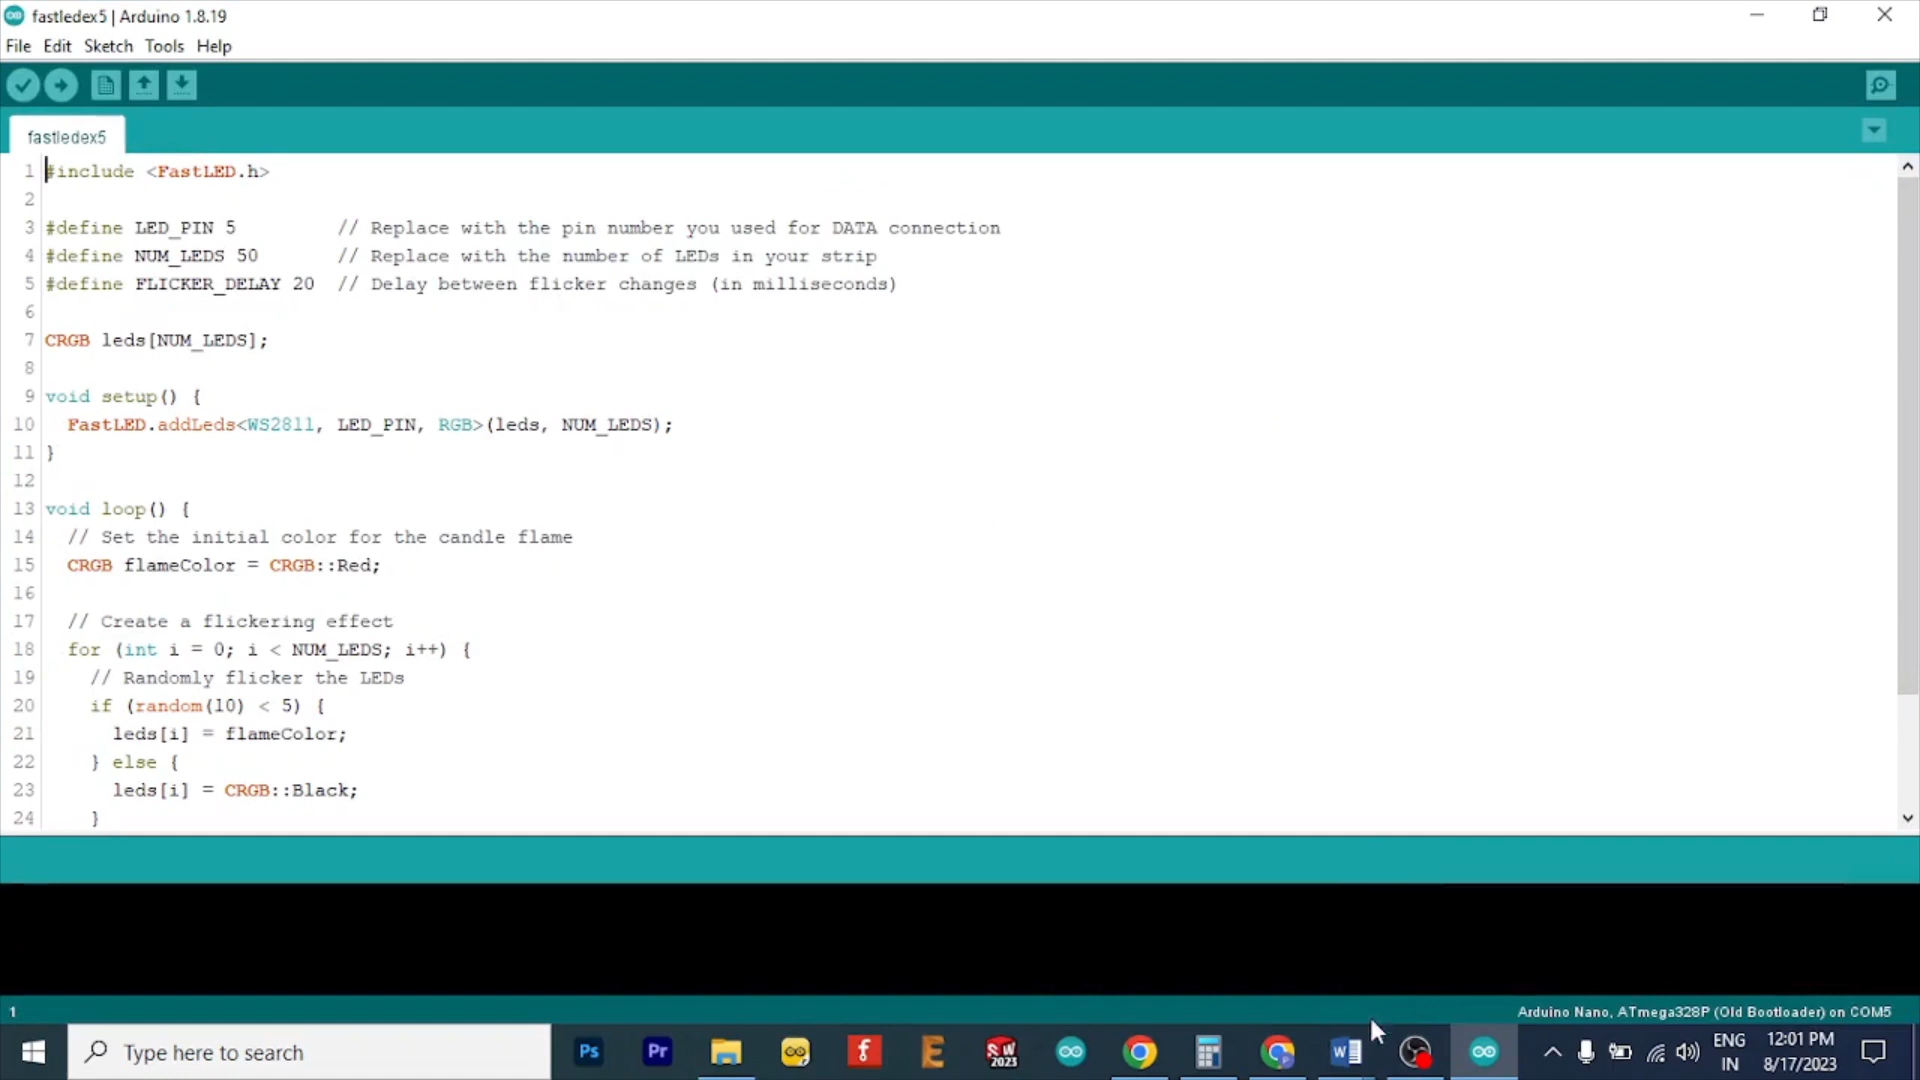 fastledex5 | Arduino 1.8.19
File Edit Sketch Tools Help
fastledex5
1 #include <FastLED.h>
2
3 #define LED_PIN 5 // Replace with the pin number you used for DATA connection
4 #define NUM_LEDS 50 // Replace with the number of LEDs in your strip
5 #define FLICKER_DELAY 20 // Delay between flicker changes (in milliseconds)
6
7 CRGB leds[NUM_LEDS];
8
9 void setup() {
10 FastLED.addLeds<WS2811, LED_PIN, RGB>(leds, NUM_LEDS);
11 }
12
13 void loop() {
14 // Set the initial color for the candle flame
15 CRGB flameColor = CRGB::Red;
16
17 // Create a flickering effect
18 for (int i = 0; i < NUM_LEDS; i++) {
19 // Randomly flicker the LEDs
20 if (random(10) < 5) {
21 leds[i] = flameColor;
22 } else {
23 leds[i] = CRGB::Black;
24 }
1 Arduino Nano, ATmega328P (Old Bootloader) on COM5
Type here to search
Ps Pr f E SW 2023 W
ENG 12:01 PM
IN 8/17/2023